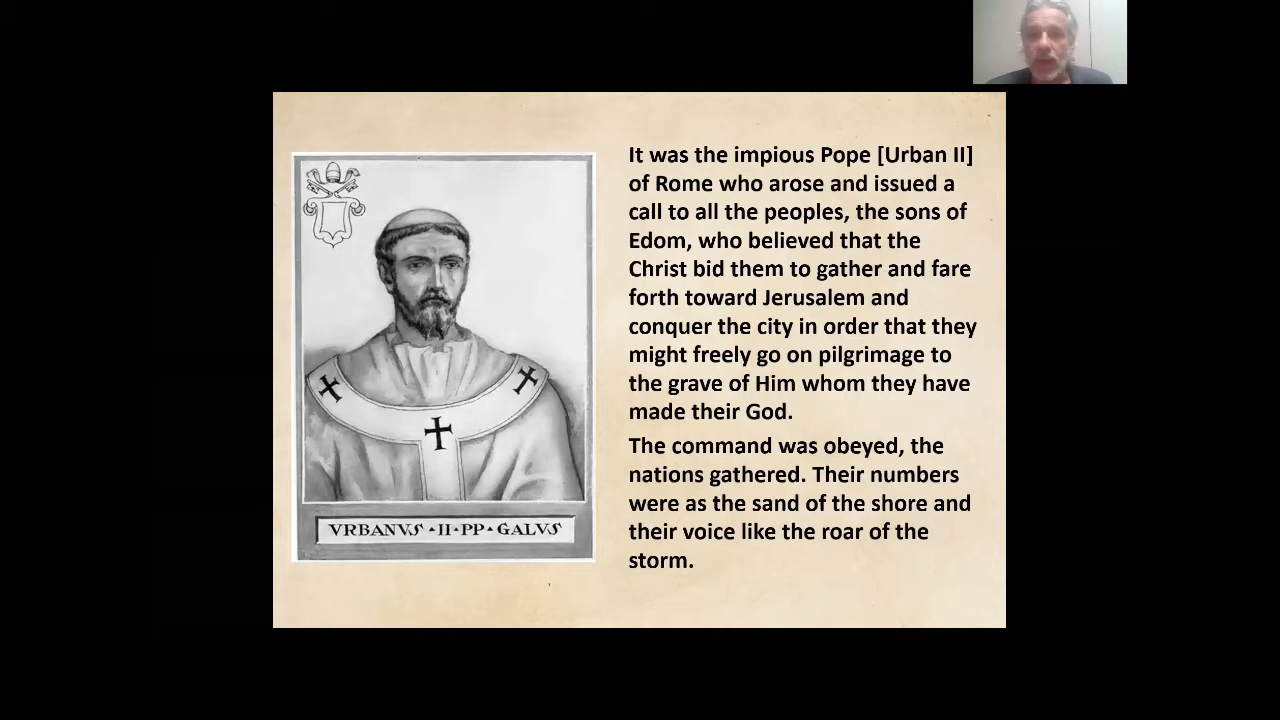 It was the impious Pope [Urban II]
of Rome who arose and issued a
call to all the peoples, the sons of
Edom, who believed that the
Christ bid them to gather and fare
forth toward Jerusalem and
conquer the city in order that they
might freely go on pilgrimage to
the grave of Him whom they have
made their God.
The command was obeyed, the
nations gathered. Their numbers
were as the sand of the shore and
their voice like the roar of the
storm.
VRBANVS · II · PP · GALVS